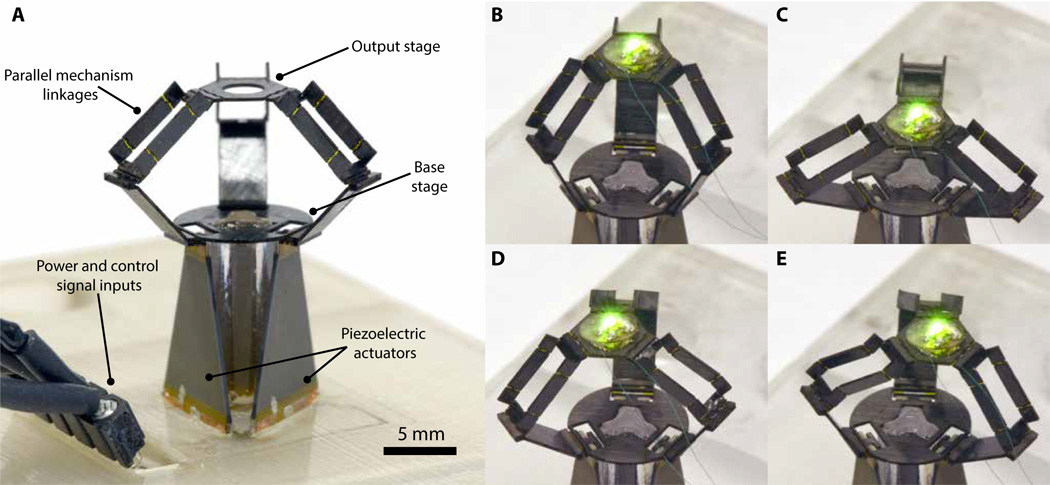 A
Output stage
Parallel mechanism
linkages
Base
stage
Power and control
signal inputs
Piezoelectric
actuators
5 mm
B
C
D
E